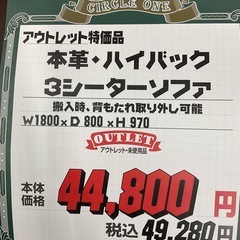 CIRCLE ONE
アウトレット特価品
本革・ハイバック
3シーターソファ
搬入時、背もたれ取り外し可能
W1800×D 800×H 970
OUTLET
アウトレット・未使用品
本体価格 44,800円
税込 49,280円